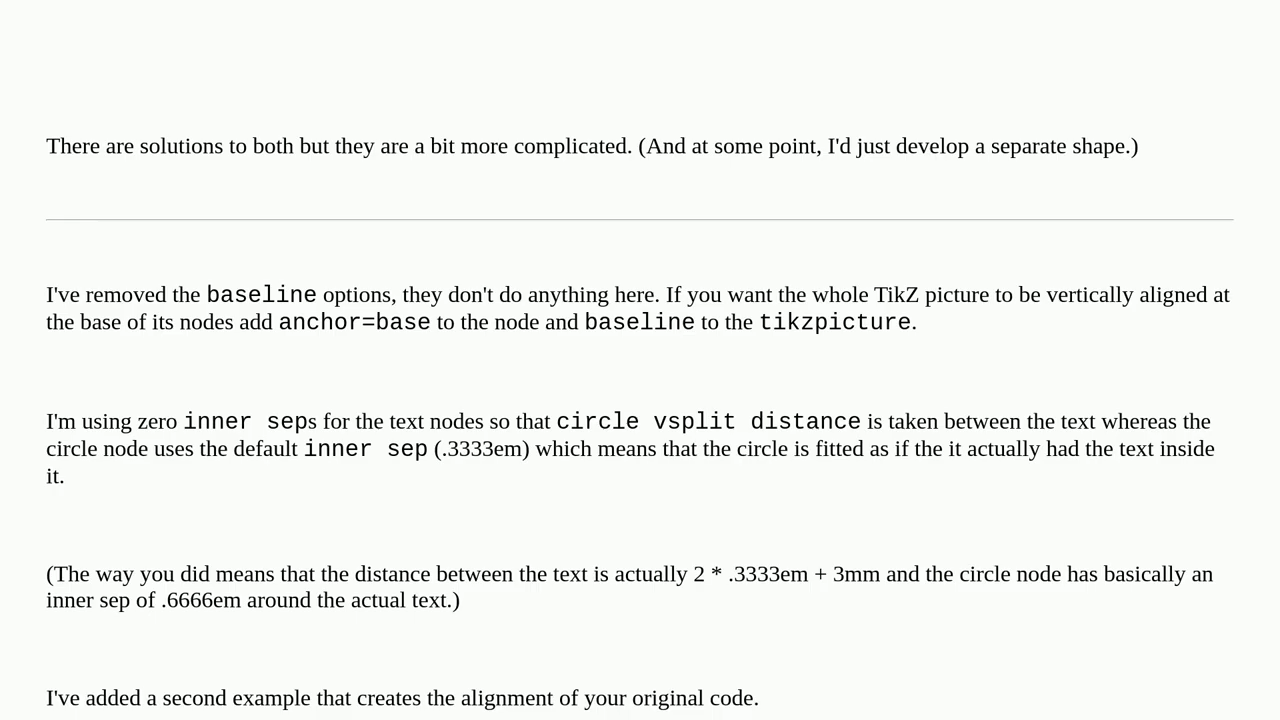 There are solutions to both but they are a bit more complicated. (And at some point, I'd just develop a separate shape.)
I've removed the baseline options, they don't do anything here. If you want the whole TikZ picture to be vertically aligned at
the base of its nodes add anchor=base to the node and baseline to the tikzpicture.
I'm using zero inner seps for the text nodes so that circle vsplit distance is taken between the text whereas the
circle node uses the default inner sep (.3333em) which means that the circle is fitted as if the it actually had the text inside
it.
(The way you did means that the distance between the text is actually 2 * .3333em + 3mm and the circle node has basically an
inner sep of .6666em around the actual text.)
I've added a second example that creates the alignment of your original code.